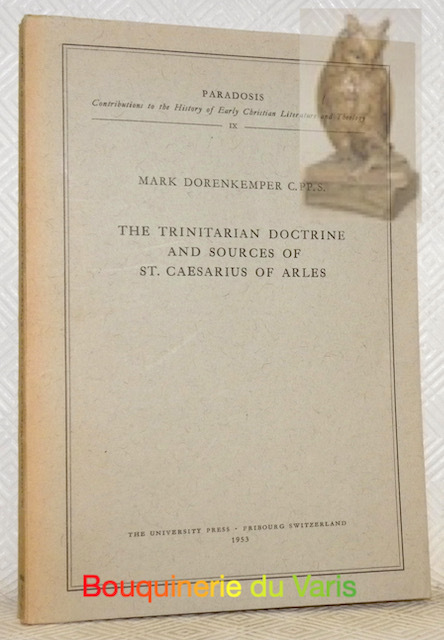 PARADOSIS
Contributions to the History of Early Christian Literature and Theology
IX
MARK DORENKEMPER C.PP.S.
THE TRINITARIAN DOCTRINE
AND SOURCES OF
ST. CAESARIUS OF ARLES
THE UNIVERSITY PRESS · FRIBOURG SWITZERLAND
1953
Bouquinerie du Varis